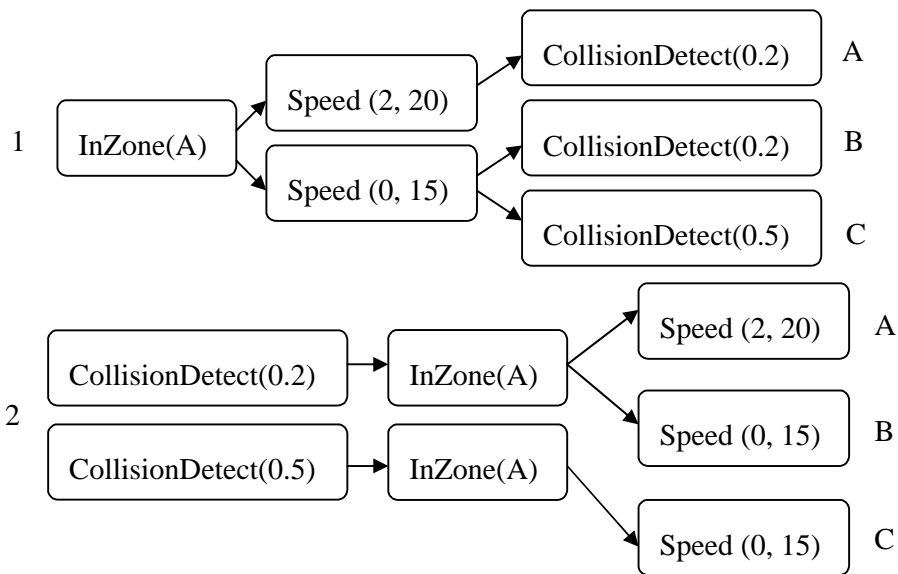 CollisionDetect(0.2) A
Speed (2, 20)
1 InZone(A) CollisionDetect(0.2) B
Speed (0, 15)
CollisionDetect(0.5) C
Speed (2, 20) A
CollisionDetect(0.2) InZone(A)
2 Speed (0, 15) B
CollisionDetect(0.5) InZone(A)
Speed (0, 15) C